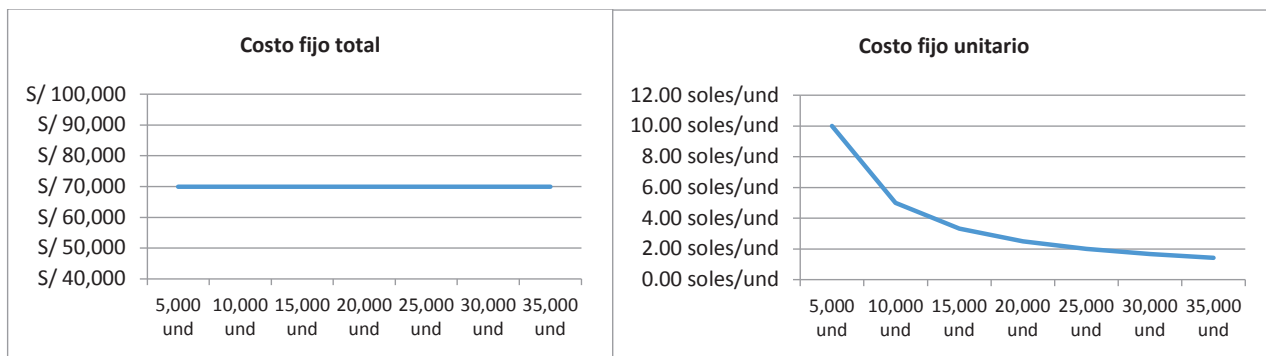 Costo fijo total
S/ 100,000
S/ 90,000
S/ 80,000
S/ 70,000
S/ 60,000
S/ 50,000
S/ 40,000
5,000 10,000 15,000 20,000 25,000 30,000 35,000
und und und und und und und
Costo fijo unitario
12.00 soles/und
10.00 soles/und
8.00 soles/und
6.00 soles/und
4.00 soles/und
2.00 soles/und
0.00 soles/und
5,000 10,000 15,000 20,000 25,000 30,000 35,000
und und und und und und und